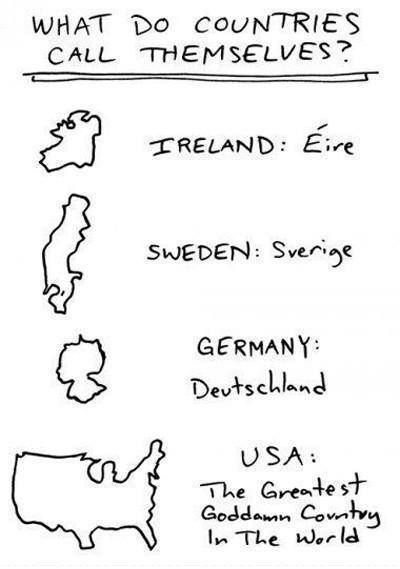 WHAT DO COUNTRIES
CALL THEMSELVES?
IRELAND: Éire
SWEDEN: Sverige
GERMANY:
Deutschland
USA:
The Greatest
Goddamn Country
In The World